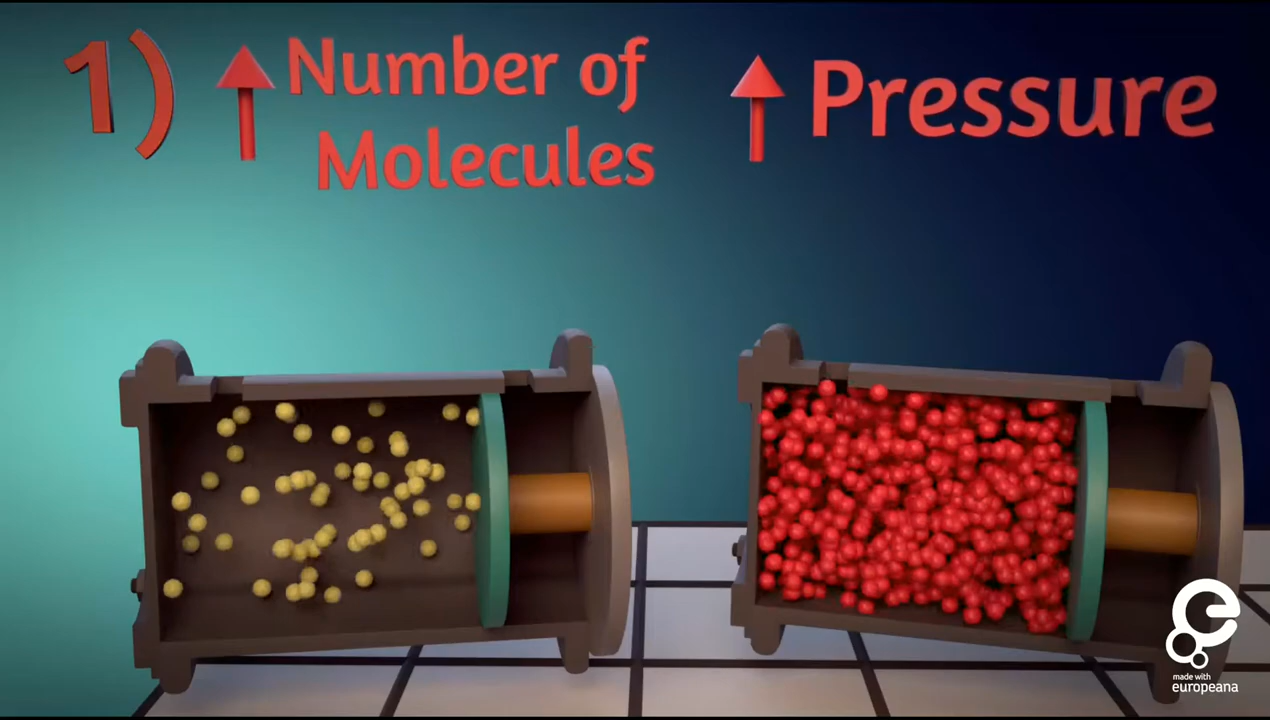 1) Number of
Molecules
Pressure
made with
europeana